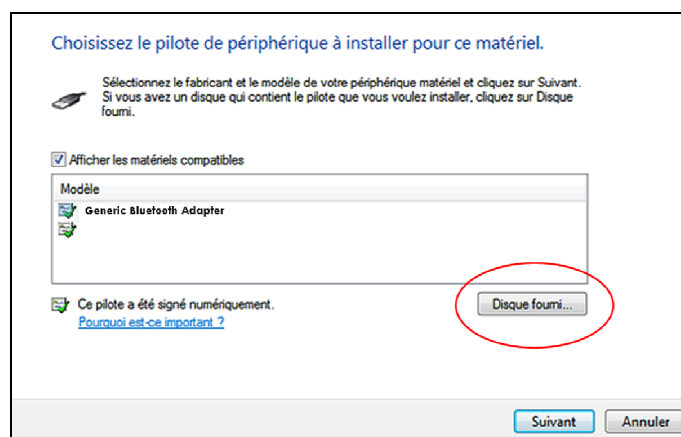 Choisissez le pilote de périphérique à installer pour ce matériel.
Sélectionnez le fabricant et le modèle de votre périphérique matériel et cliquez sur Suivant.
Si vous avez un disque qui contient le pilote que vous voulez installer, cliquez sur Disque
fourni.
Afficher les matériels compatibles
Modèle
Generic Bluetooth Adapter
Ce pilote a été signé numériquement.
Disque fourni...
Pourquoi est-ce important ?
Suivant
Annuler